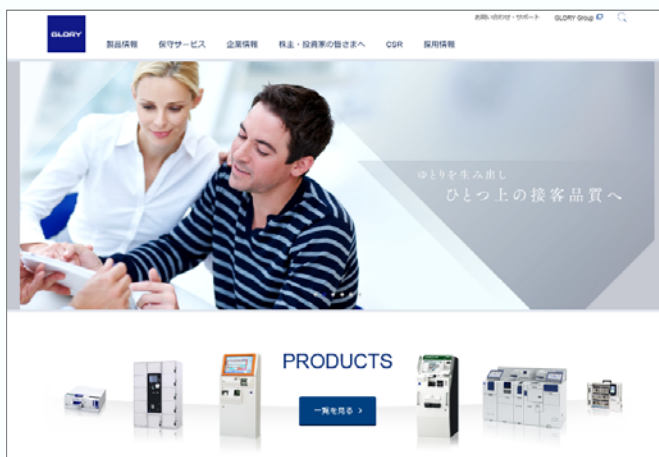 お問い合わせ・サポート GLORY Group
GLORY
製品情報 保守サービス 企業情報 株主・投資家の皆さまへ CSR 採用情報
ゆとりを生み出し
ひとつ上の接客品質へ
PRODUCTS
一覧を見る >